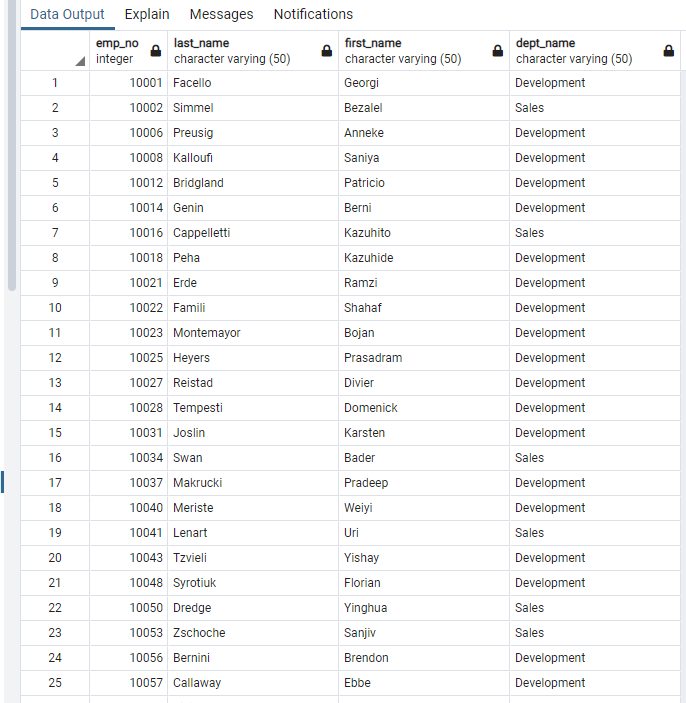 Data Output Explain Messages Notifications
emp_no last_name first_name dept_name
integer character varying (50) character varying (50) character varying (50)
1 10001 Facello Georgi Development
2 10002 Simmel Bezalel Sales
3 10006 Preusig Anneke Development
4 10008 Kalloufi Saniya Development
5 10012 Bridgland Patricio Development
6 10014 Genin Berni Development
7 10016 Cappelletti Kazuhito Sales
8 10018 Peha Kazuhide Development
9 10021 Erde Ramzi Development
10 10022 Famili Shahaf Development
11 10023 Montemayor Bojan Development
12 10025 Heyers Prasadram Development
13 10027 Reistad Divier Development
14 10028 Tempesti Domenick Development
15 10031 Joslin Karsten Development
16 10034 Swan Bader Sales
17 10037 Makrucki Pradeep Development
18 10040 Meriste Weiyi Development
19 10041 Lenart Uri Sales
20 10043 Tzvieli Yishay Development
21 10048 Syrotiuk Florian Development
22 10050 Dredge Yinghua Sales
23 10053 Zschoche Sanjiv Sales
24 10056 Bernini Brendon Development
25 10057 Callaway Ebbe Development